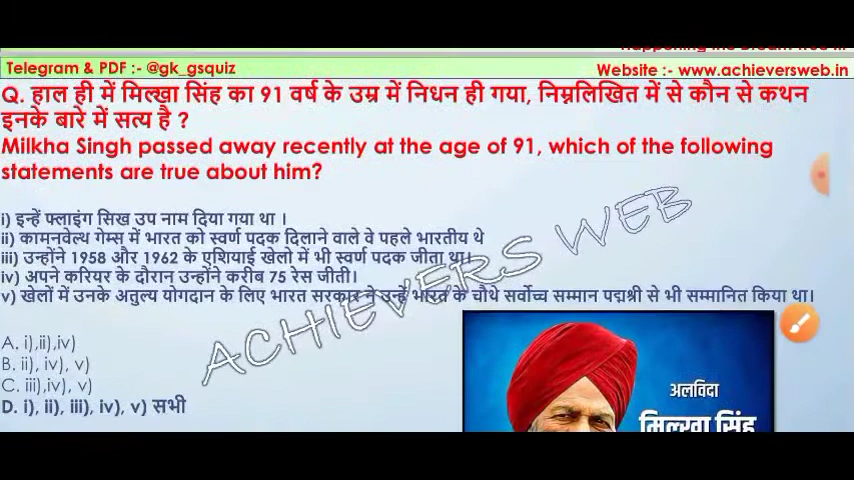 Telegram & PDF :- @gk_gsquiz
Website :- www.achieversweb.in
Q. हाल ही में मिल्खा सिंह का 91 वर्ष के उम्र में निधन ही गया, निम्नलिखित में से कौन से कथन
इनके बारे में सत्य है ?
Milkha Singh passed away recently at the age of 91, which of the following
statements are true about him?
i) इन्हें फ्लाइंग सिख उप नाम दिया गया था ।
ii) कामनवेल्थ गेम्स में भारत को स्वर्ण पदक दिलाने वाले वे पहले भारतीय थे
iii) उन्होंने 1958 और 1962 के एशियाई खेलो में भी स्वर्ण पदक जीता था।
iv) अपने करियर के दौरान उन्होंने करीब 75 रेस जीती।
v) खेलों में उनके अतुल्य योगदान के लिए भारत सरकार ने उन्हें भारत के चौथे सर्वोच्च सम्मान पद्मश्री से भी सम्मानित किया था।
ACHIEVERS WEB
A. i),ii),iv)
B. ii), iv), v)
C. iii),iv), v)
D. i), ii), iii), iv), v) सभी
अलविदा
मिल्खा सिंह